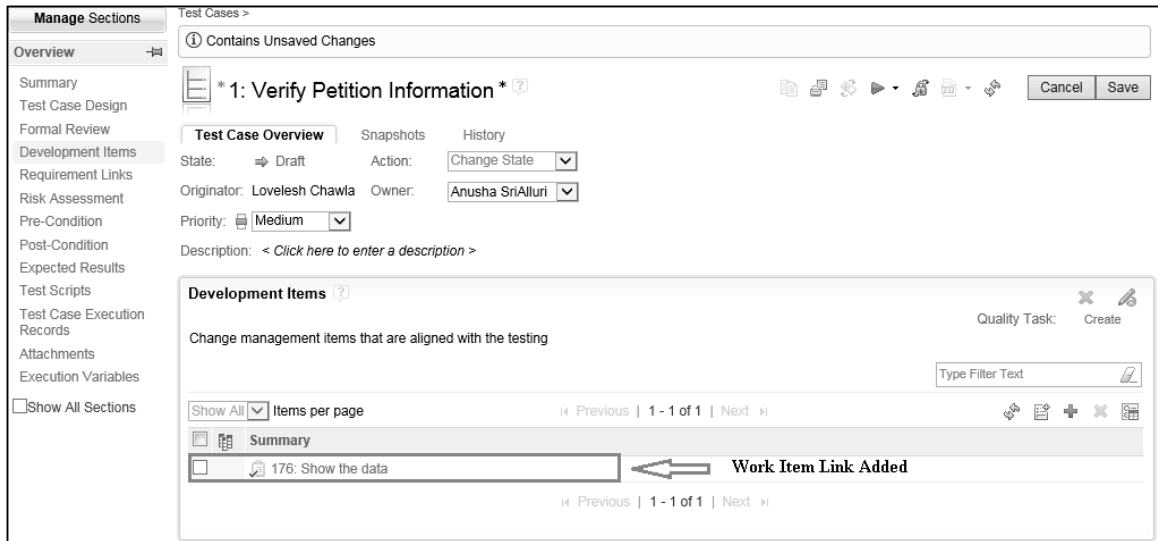 Manage Sections
Overview
Summary
Test Case Design
Formal Review
Development Items
Requirement Links
Risk Assessment
Pre-Condition
Post-Condition
Expected Results
Test Scripts
Test Case Execution
Records
Attachments
Execution Variables
Show All Sections
Test Cases >
Contains Unsaved Changes
* 1: Verify Petition Information * ?
Cancel Save
Test Case Overview Snapshots History
State: Draft Action: Change State
Originator: Lovelesh Chawla Owner: Anusha SriAlluri
Priority: Medium
Description: < Click here to enter a description >
Development Items ?
Quality Task: Create
Change management items that are aligned with the testing
Type Filter Text
Show All Items per page Previous | 1 - 1 of 1 | Next
Summary
176: Show the data Work Item Link Added
Previous | 1 - 1 of 1 | Next